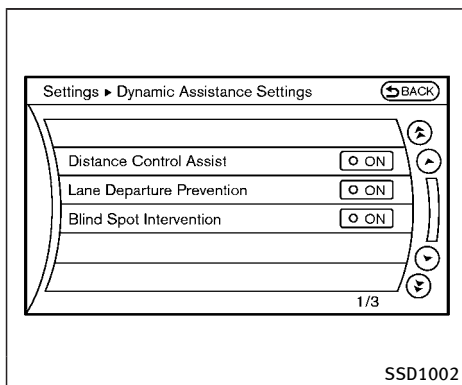 Settings ▸ Dynamic Assistance Settings BACK
Distance Control Assist ON
Lane Departure Prevention ON
Blind Spot Intervention ON
1/3
SSD1002